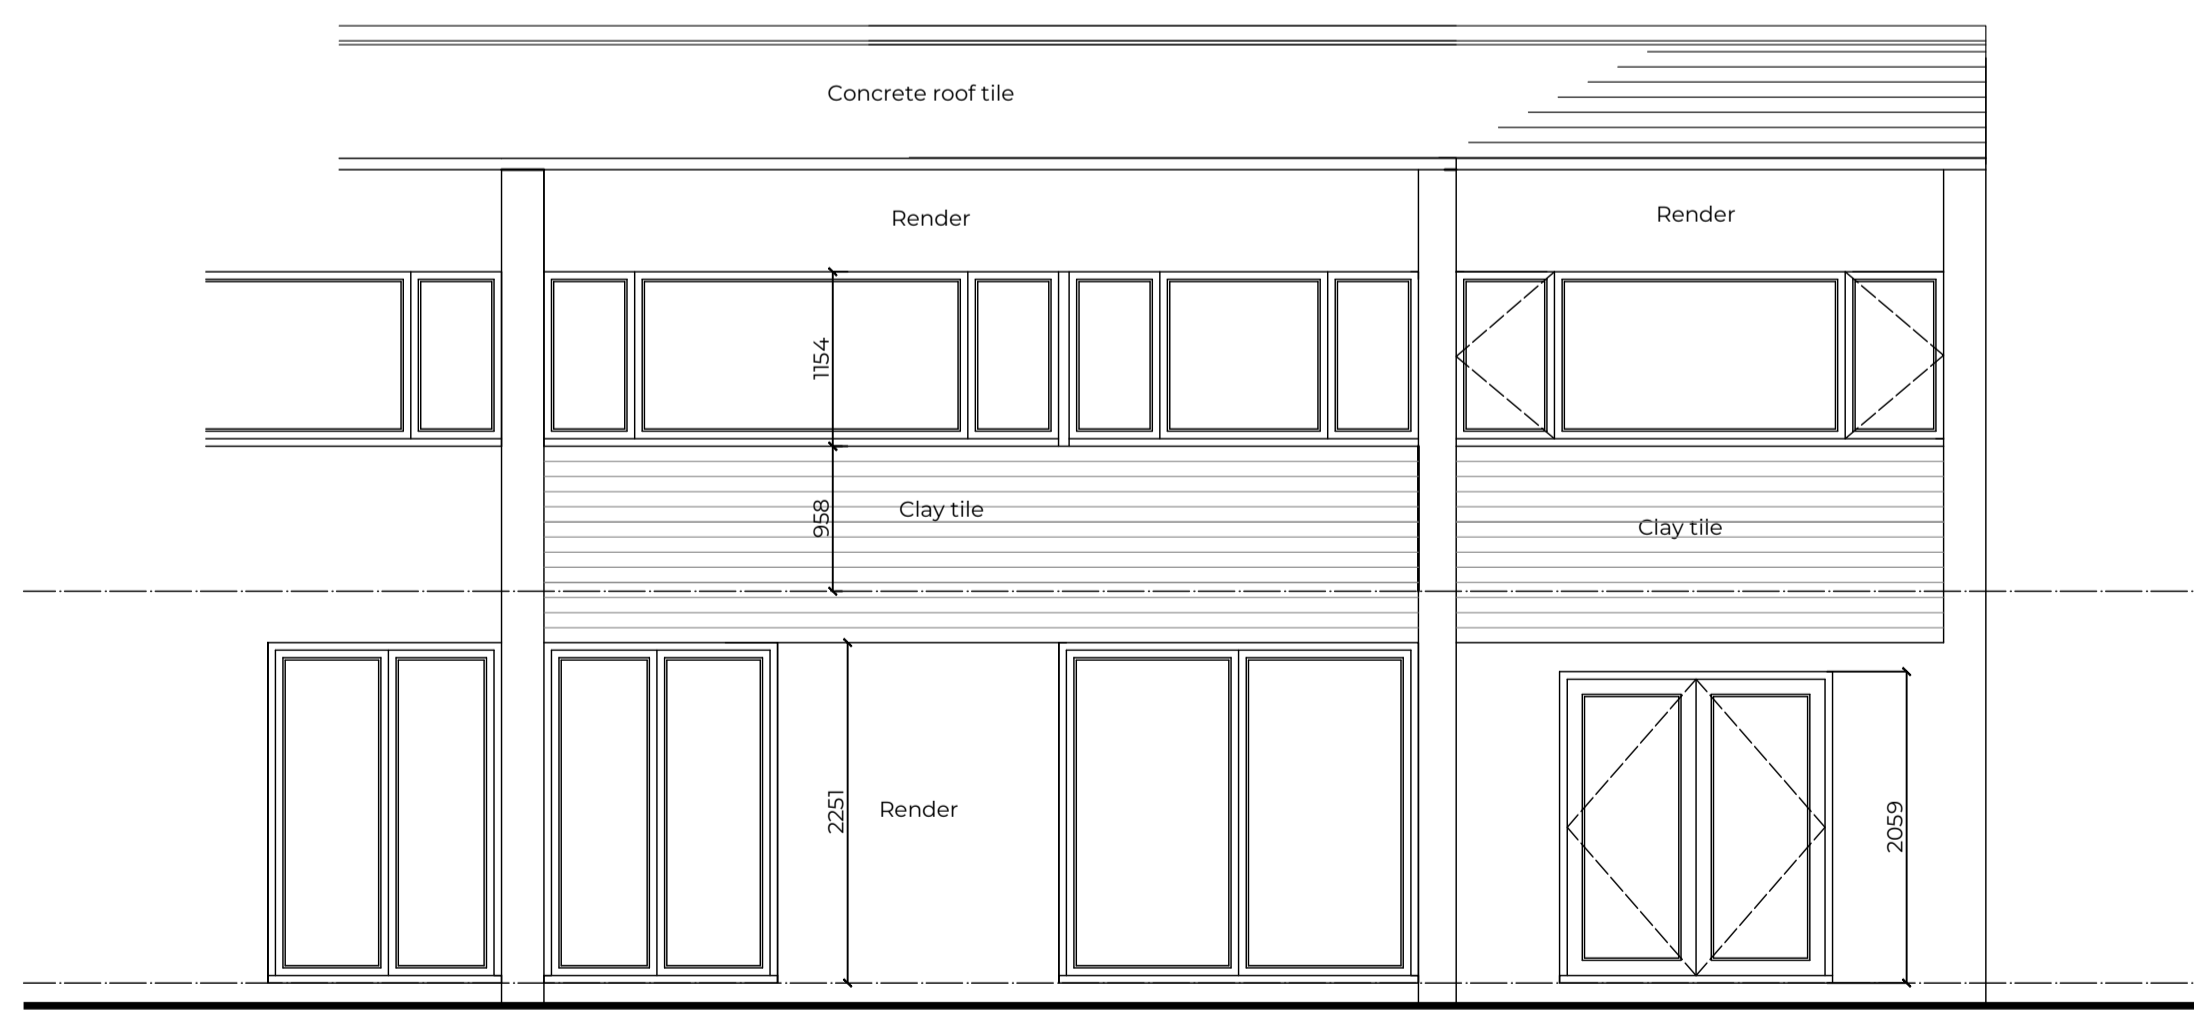 Concrete roof tile
Render
Render
1154
958
Clay tile
Clay tile
2251
Render
2059